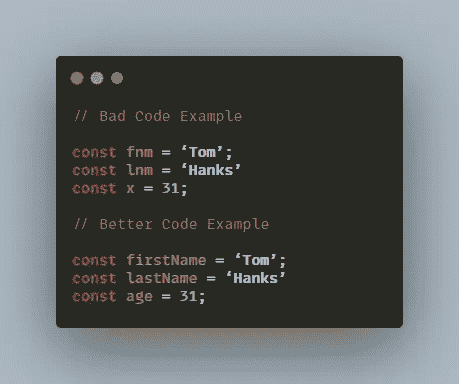 // Bad Code Example
const fnm = ‘Tom’;
const lnm = ‘Hanks’
const x = 31;
// Better Code Example
const firstName = ‘Tom’;
const lastName = ‘Hanks’
const age = 31;